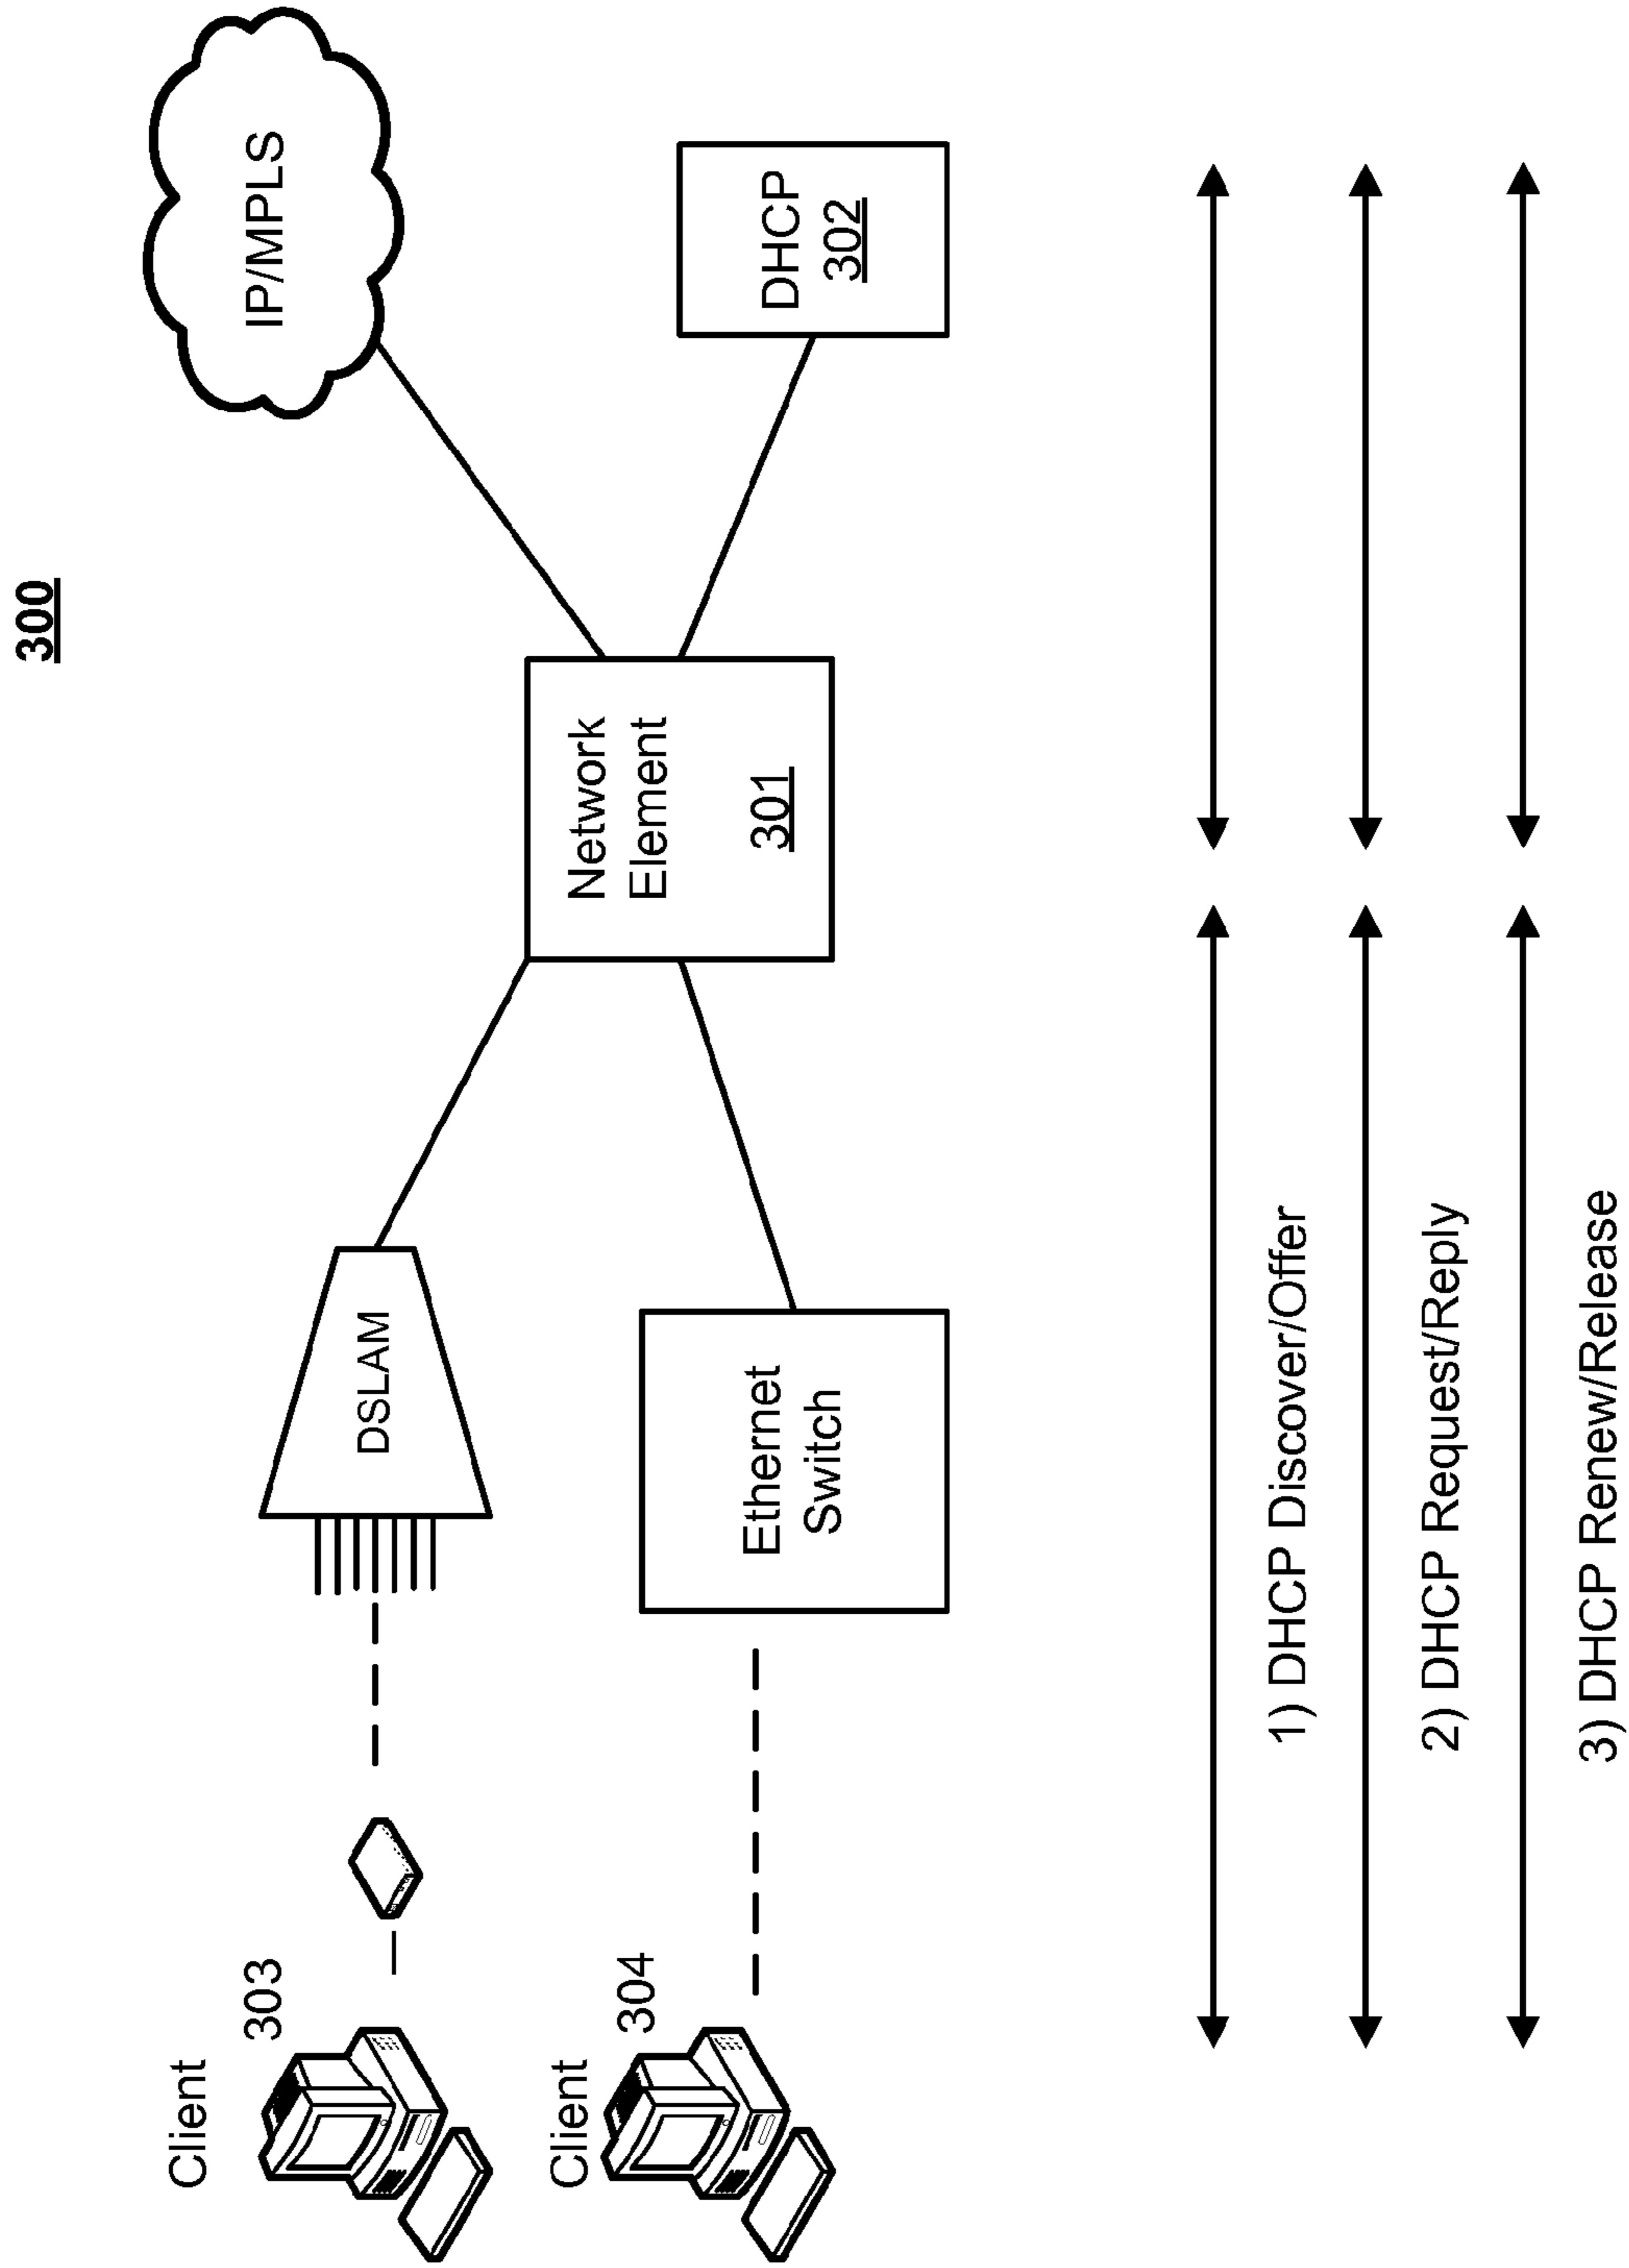 300
Client
303
DSLAM
IP/MPLS
Network
Element
301
Client
304
Ethernet
Switch
DHCP
302
1) DHCP Discover/Offer
2) DHCP Request/Reply
3) DHCP Renew/Release